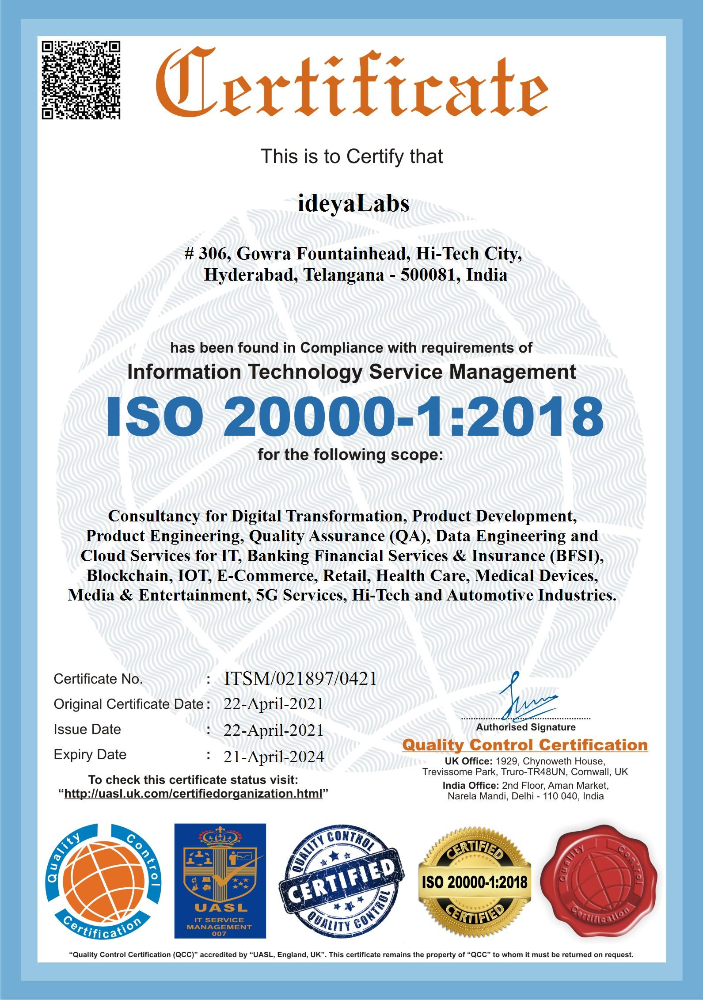 Certificate
This is to Certify that
ideyaLabs
# 306, Gowra Fountainhead, Hi-Tech City,
Hyderabad, Telangana - 500081, India
has been found in Compliance with requirements of
Information Technology Service Management
ISO 20000-1:2018
for the following scope:
Consultancy for Digital Transformation, Product Development,
Product Engineering, Quality Assurance (QA), Data Engineering and
Cloud Services for IT, Banking Financial Services & Insurance (BFSI),
Blockchain, IOT, E-Commerce, Retail, Health Care, Medical Devices,
Media & Entertainment, 5G Services, Hi-Tech and Automotive Industries.
Certificate No. : ITSM/021897/0421
Original Certificate Date : 22-April-2021
Issue Date : 22-April-2021
Expiry Date : 21-April-2024
To check this certificate status visit:
“http://uasl.uk.com/certifiedorganization.html”
Authorised Signature
Quality Control Certification
UK Office: 1929, Chynoweth House,
Trevissome Park, Truro-TR48UN, Cornwall, UK
India Office: 2nd Floor, Aman Market,
Narela Mandi, Delhi - 110 040, India
Quality Control Certification
UASL
IT SERVICE
MANAGEMENT
007
QUALITY CONTROL
CERTIFIED
QUALITY CONTROL
CERTIFIED
ISO 20000-1:2018
CERTIFIED
Quality Control Certification
“Quality Control Certification (QCC)” accredited by “UASL, England, UK”. This certificate remains the property of “QCC” to whom it must be returned on request.